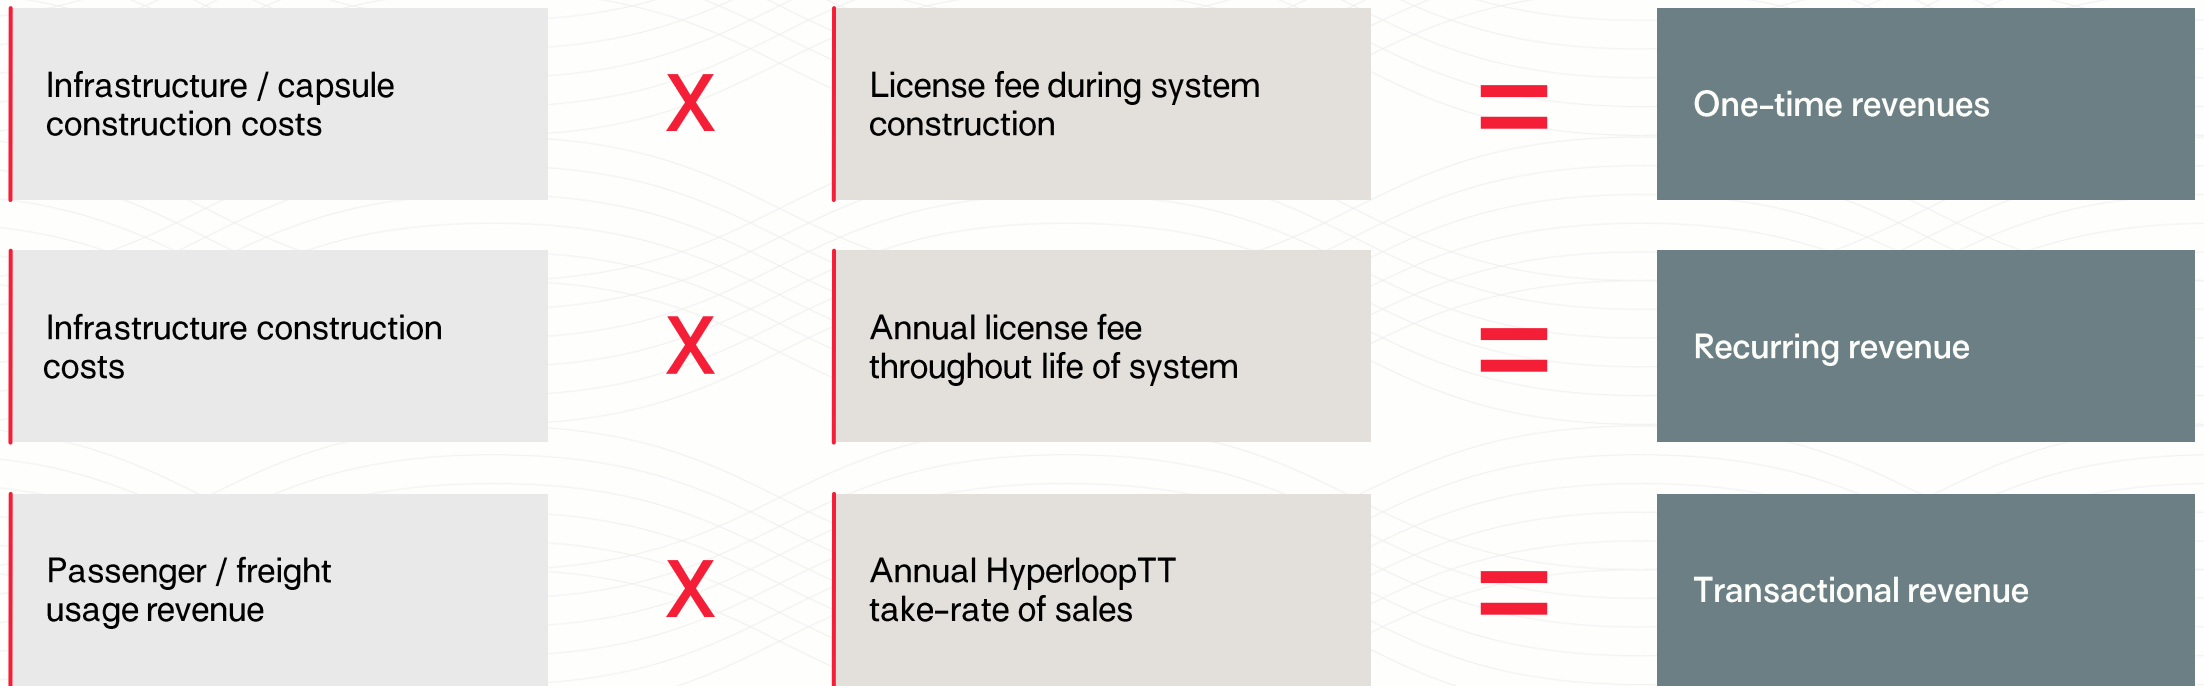 Infrastructure / capsule
construction costs
X
License fee during system
construction
=
One-time revenues
Infrastructure construction
costs
X
Annual license fee
throughout life of system
=
Recurring revenue
Passenger / freight
usage revenue
X
Annual HyperloopTT
take-rate of sales
=
Transactional revenue